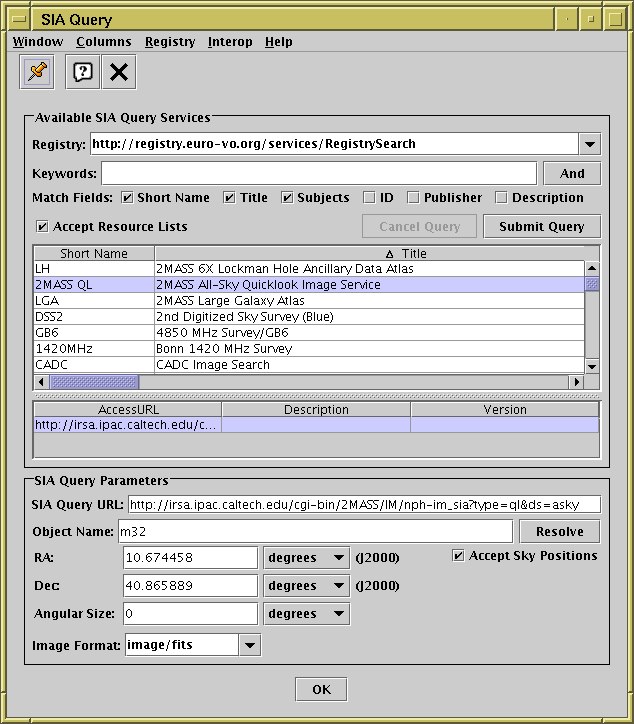 SIA Query
Window Columns Registry Interop Help
Available SIA Query Services
Registry: http://registry.euro-vo.org/services/RegistrySearch
Keywords: And
Match Fields: Short Name Title Subjects ID Publisher Description
Accept Resource Lists Cancel Query Submit Query
Short Name Title
LH 2MASS 6X Lockman Hole Ancillary Data Atlas
2MASS QL 2MASS All-Sky Quicklook Image Service
LGA 2MASS Large Galaxy Atlas
DSS2 2nd Digitized Sky Survey (Blue)
GB6 4850 MHz Survey/GB6
1420MHz Bonn 1420 MHz Survey
CADC CADC Image Search
AccessURL Description Version
http://irsa.ipac.caltech.edu/c...
SIA Query Parameters
SIA Query URL: http://irsa.ipac.caltech.edu/cgi-bin/2MASS/IM/nph-im_sia?type=ql&ds=asky
Object Name: m32 Resolve
RA: 10.674458 degrees (J2000) Accept Sky Positions
Dec: 40.865889 degrees (J2000)
Angular Size: 0 degrees
Image Format: image/fits
OK